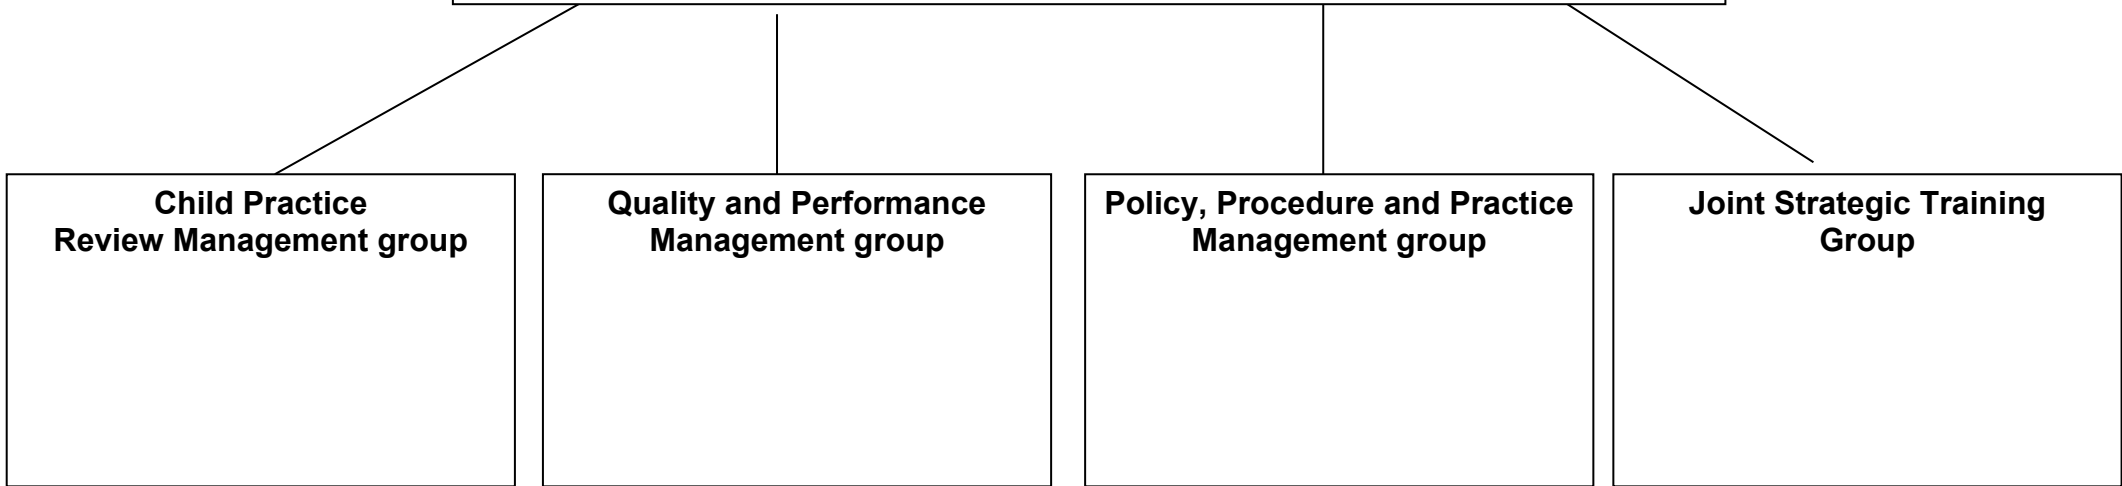 Child Practice
Review Management group
Quality and Performance
Management group
Policy, Procedure and Practice
Management group
Joint Strategic Training
Group